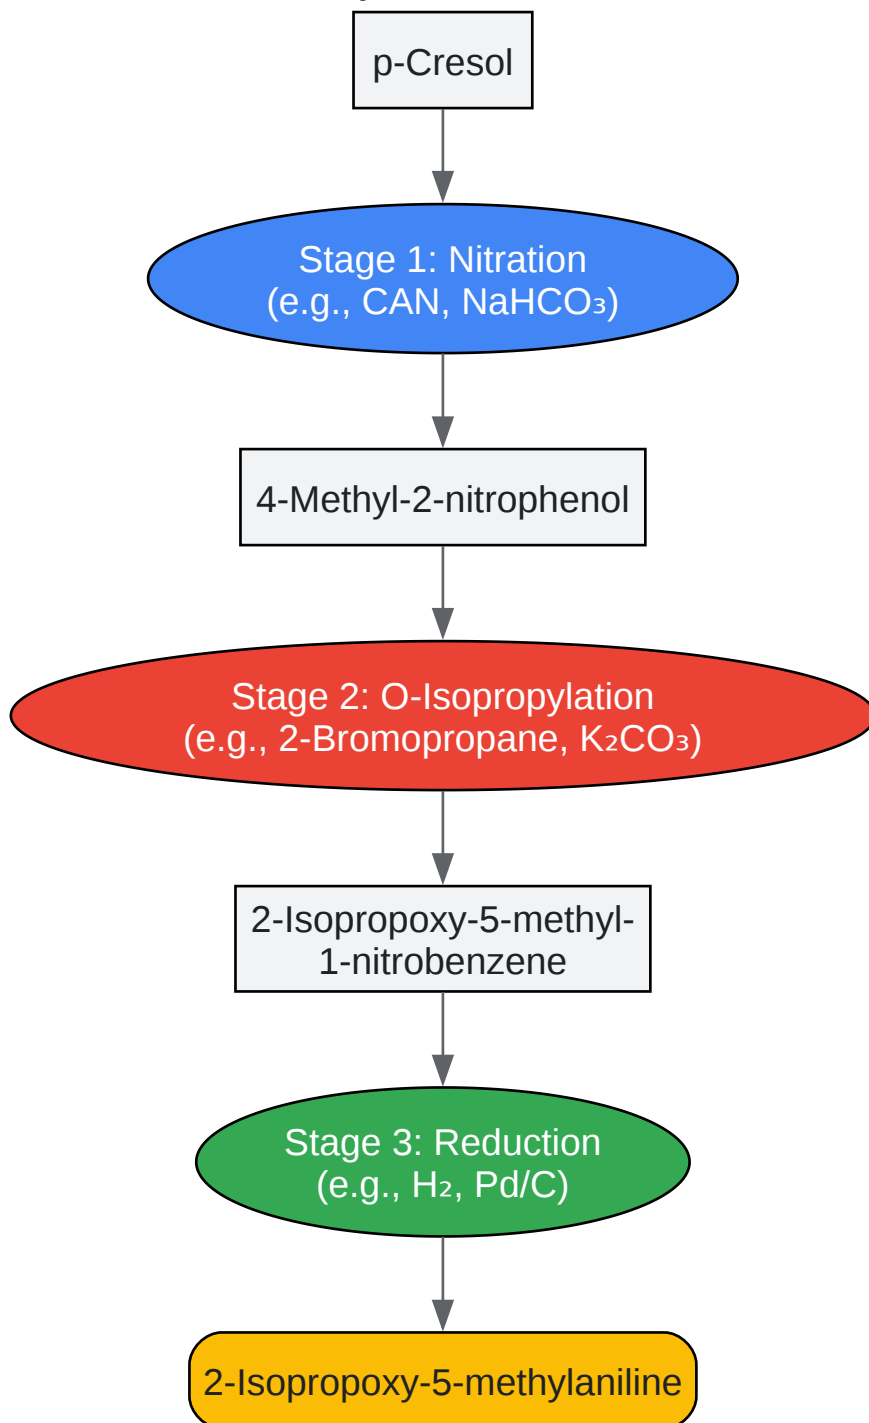 p-Cresol
Stage 1: Nitration
(e.g., CAN, NaHCO₃)
4-Methyl-2-nitrophenol
Stage 2: O-Isopropylation
(e.g., 2-Bromopropane, K₂CO₃)
2-Isopropoxy-5-methyl-
1-nitrobenzene
Stage 3: Reduction
(e.g., H₂, Pd/C)
2-Isopropoxy-5-methylaniline